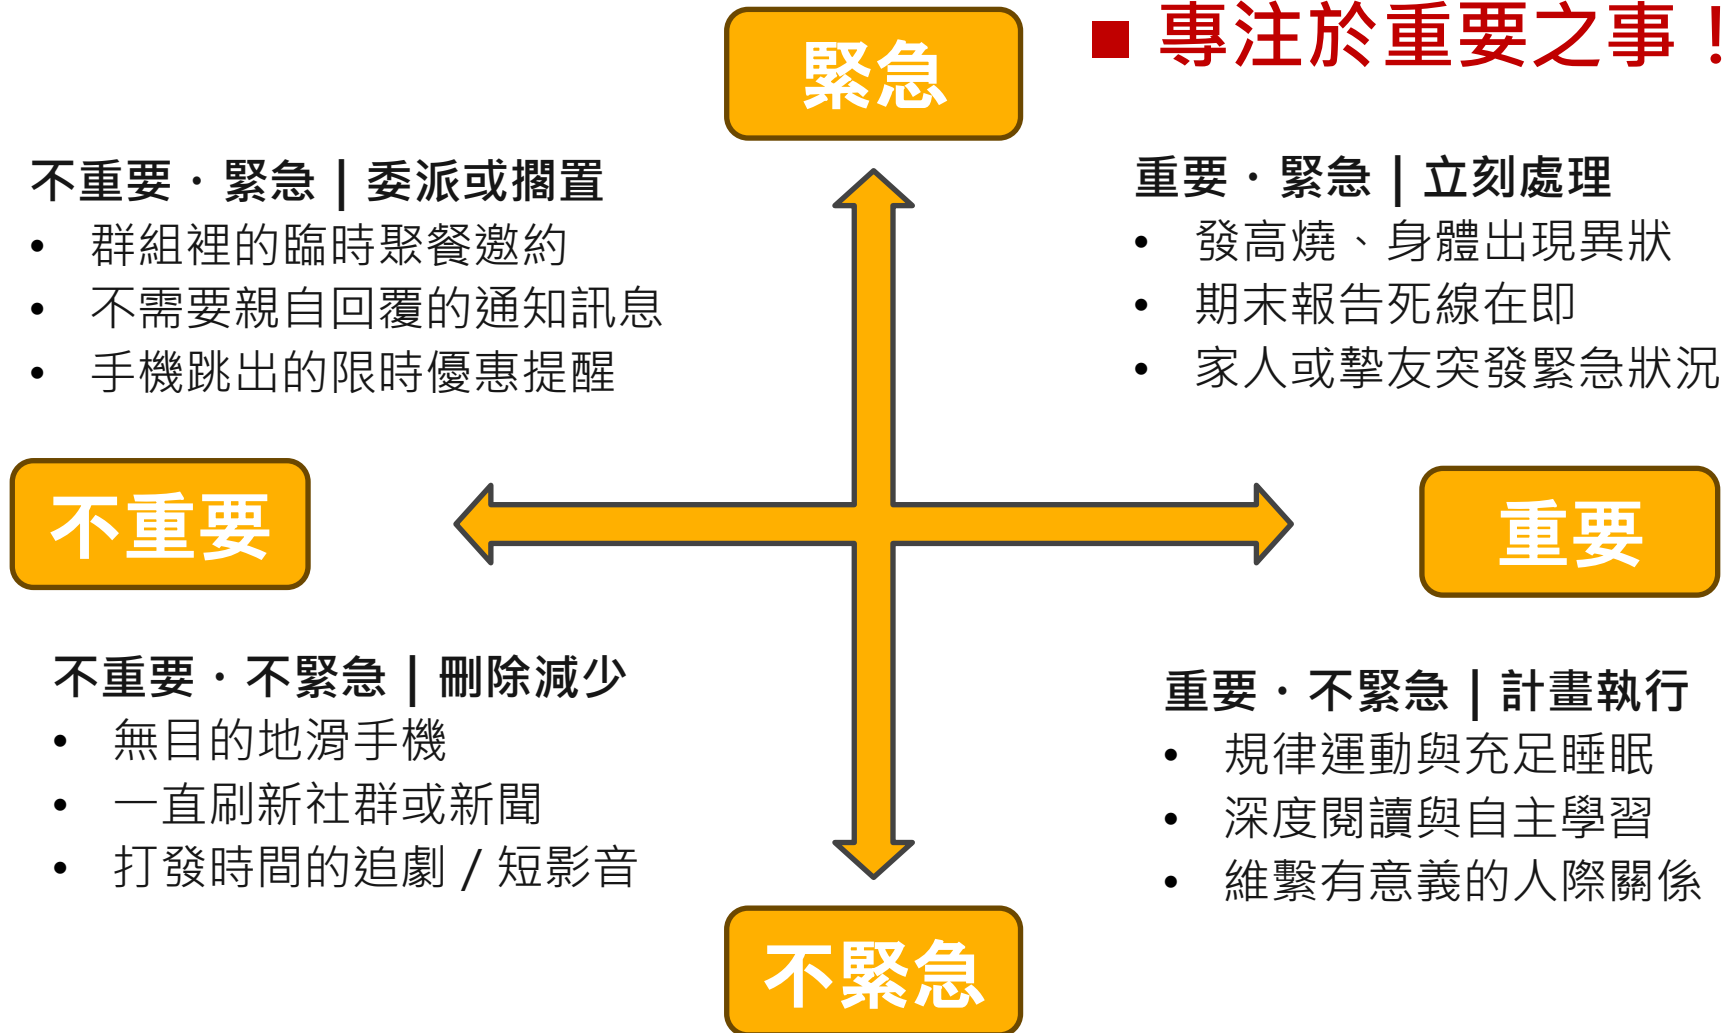 緊急
■ 專注於重要之事！
不重要．緊急 | 委派或擱置
• 群組裡的臨時聚餐邀約
• 不需要親自回覆的通知訊息
• 手機跳出的限時優惠提醒
重要．緊急 | 立刻處理
• 發高燒、身體出現異狀
• 期末報告死線在即
• 家人或摯友突發緊急狀況
不重要
重要
不重要．不緊急 | 刪除減少
• 無目的地滑手機
• 一直刷新社群或新聞
• 打發時間的追劇 / 短影音
重要．不緊急 | 計畫執行
• 規律運動與充足睡眠
• 深度閱讀與自主學習
• 維繫有意義的人際關係
不緊急